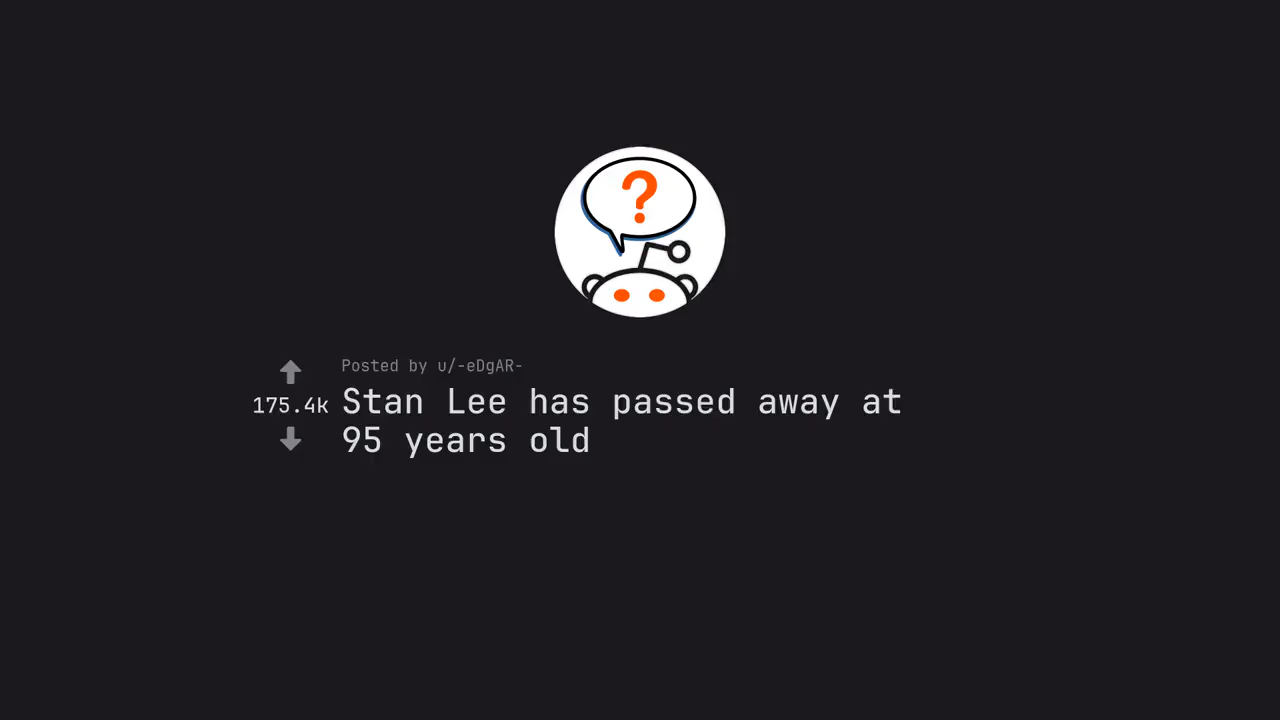 ?
Posted by u/-eDgAR-
175.4k
Stan Lee has passed away at
95 years old